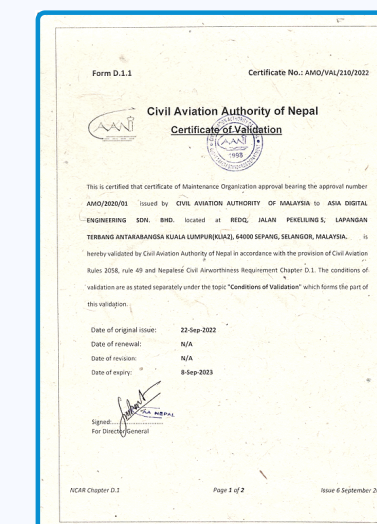 Form D.1.1
Certificate No.: AMO/VAL/210/2022
Civil Aviation Authority of Nepal
Certificate of Validation
1998
This is certified that certificate of Maintenance Organization approval bearing the approval number
AMO/2020/01 issued by CIVIL AVIATION AUTHORITY OF MALAYSIA to ASIA DIGITAL
ENGINEERING SDN. BHD. located at REDQ, JALAN PEKELILING 5, LAPANGAN
TERBANG ANTARABANGSA KUALA LUMPUR(KLIA2), 64000 SEPANG, SELANGOR, MALAYSIA. is
hereby validated by Civil Aviation Authority of Nepal in accordance with the provision of Civil Aviation
Rules 2058, rule 49 and Nepalese Civil Airworthiness Requirement Chapter D.1. The conditions of
validation are as stated separately under the topic "Conditions of Validation" which forms the part of
this validation.
Date of original issue: 22-Sep-2022
Date of renewal: N/A
Date of revision: N/A
Date of expiry: 8-Sep-2023
NEPAL
Signed:
For Director General
NCAR Chapter D.1 Page 1 of 2 Issue 6 September